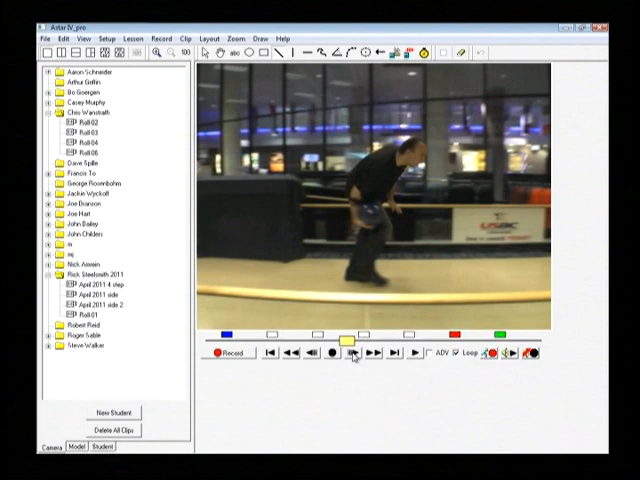 Astar IV_pro
File Edit View Setup Lesson Record Clip Layout Zoom Draw Help
100 abc
Aaron Schneider
Arthur Griffin
Bo Goergen
Casey Murphy
Chris Wanstrath
Roll-02
Roll-03
Roll-04
Roll-05
Dave Spille
Francis To
George Rosenbohm
Jackie Wyckoff
Joe Branson
Joe Hart
John Bailey
John Childers
m
mj
Nick Anmein
Rick Steelsmith 2011
April 2011 4 step
April 2011 side
April 2011 side 2
Roll-01
Robert Reid
Roger Sable
Steve Walker
USBC
Record ADV Loop
New Student
Delete All Clips
Camera Model Student